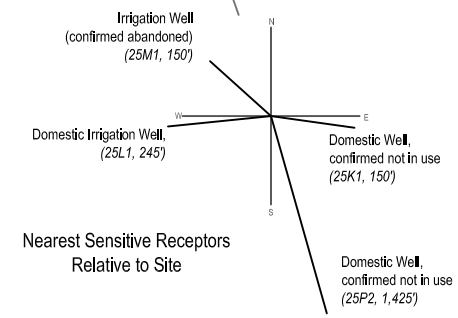 Irrigation Well
(confirmed abandoned)
(25M1, 150')
N
W
E
Domestic Irrigation Well,
(25L1, 245')
Domestic Well,
confirmed not in use
(25K1, 150')
S
Nearest Sensitive Receptors
Relative to Site
Domestic Well,
confirmed not in use
(25P2, 1,425')